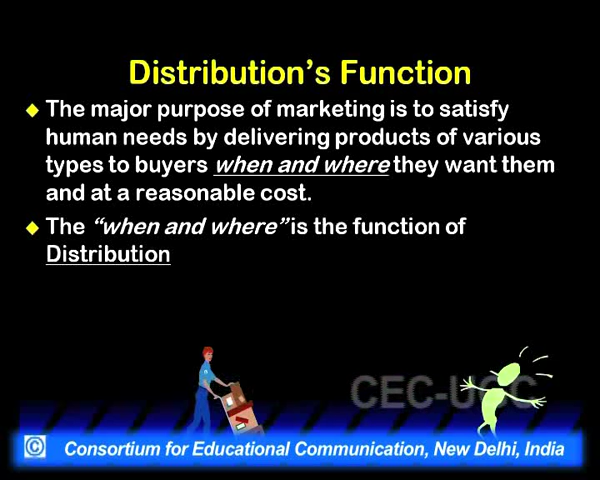 Distribution's Function
The major purpose of marketing is to satisfy
human needs by delivering products of various
types to buyers when and where they want them
and at a reasonable cost.
The "when and where" is the function of
Distribution
CEC-UGC
© Consortium for Educational Communication, New Delhi, India